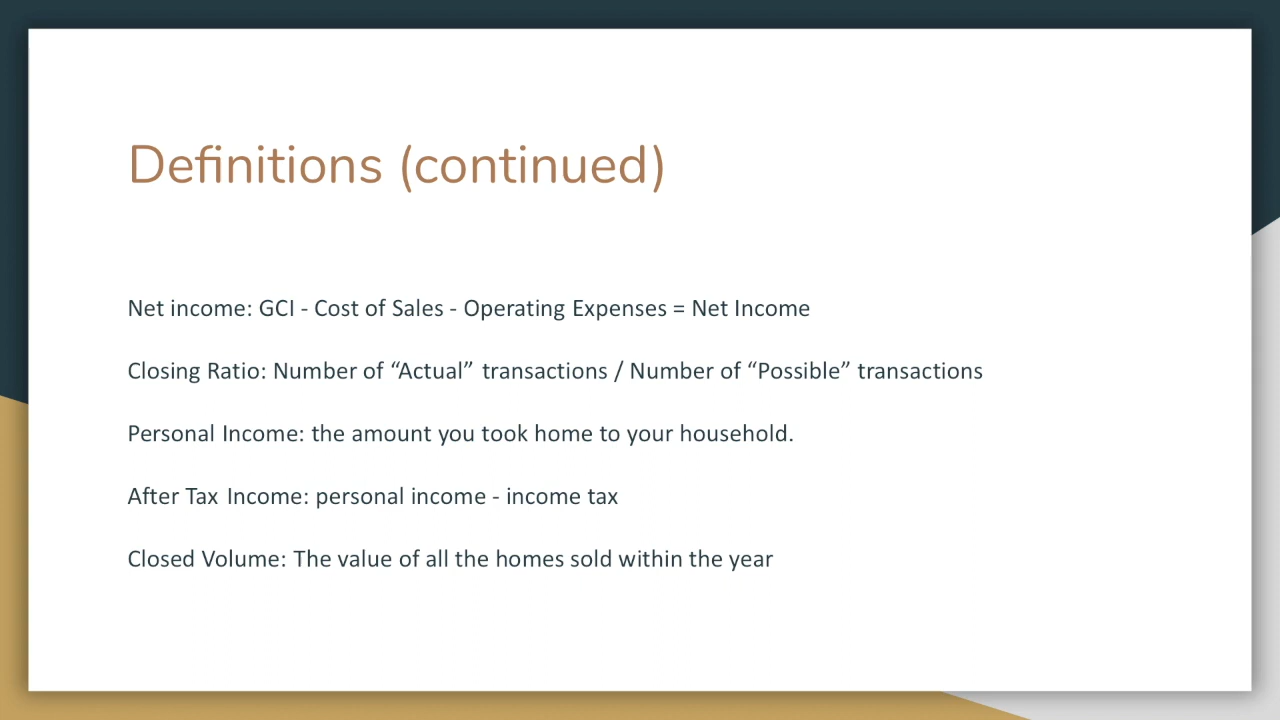 Definitions (continued)
Net income: GCI - Cost of Sales - Operating Expenses = Net Income
Closing Ratio: Number of “Actual” transactions / Number of “Possible” transactions
Personal Income: the amount you took home to your household.
After Tax Income: personal income - income tax
Closed Volume: The value of all the homes sold within the year